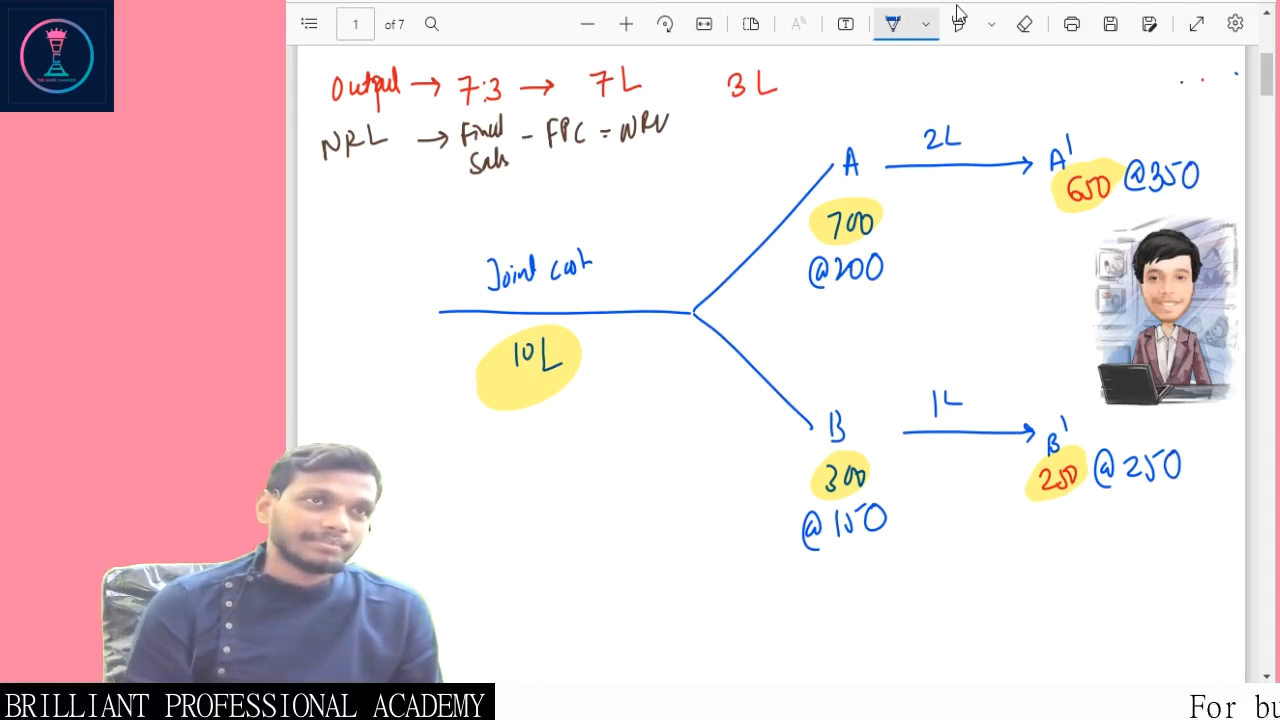 1 of 7
Output → 7:3 → 7L 3L
NRL → Final Sales - FPC = NRV
A 2L A'
700 650 @350
@200
Joint cost
10L
B 1L B'
300 250 @250
@150
BRILLIANT PROFESSIONAL ACADEMY
For bu